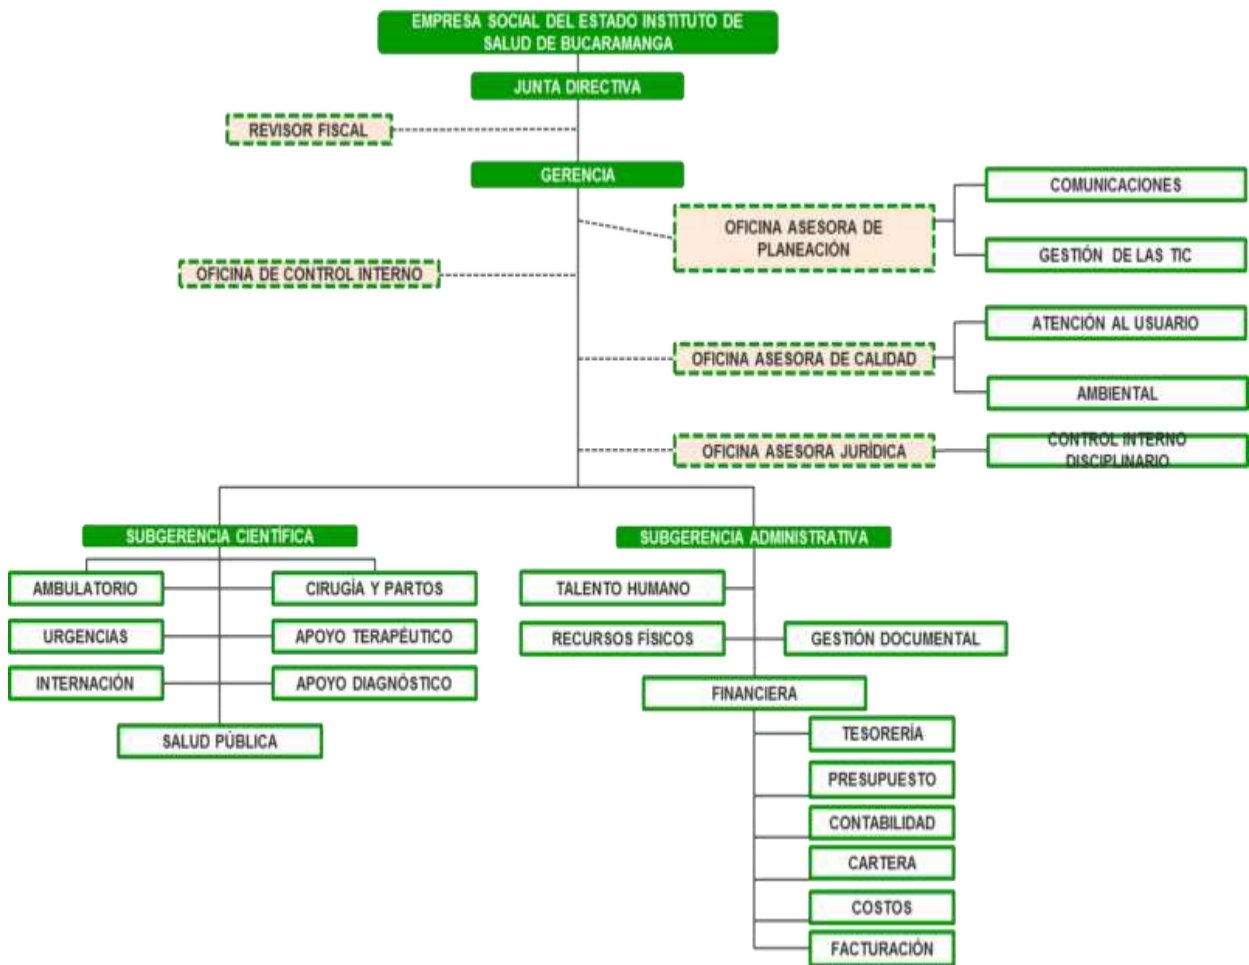 EMPRESA SOCIAL DEL ESTADO INSTITUTO DE
SALUD DE BUCARAMANGA
JUNTA DIRECTIVA
REVISOR FISCAL
GERENCIA
COMUNICACIONES
OFICINA ASESORA DE
PLANEACIÓN
GESTIÓN DE LAS TIC
OFICINA DE CONTROL INTERNO
ATENCIÓN AL USUARIO
OFICINA ASESORA DE CALIDAD
AMBIENTAL
OFICINA ASESORA JURÍDICA
CONTROL INTERNO
DISCIPLINARIO
SUBGERENCIA CIENTÍFICA
SUBGERENCIA ADMINISTRATIVA
AMBULATORIO
CIRUGÍA Y PARTOS
URGENCIAS
APOYO TERAPÉUTICO
INTERNACIÓN
APOYO DIAGNÓSTICO
SALUD PÚBLICA
TALENTO HUMANO
RECURSOS FÍSICOS
GESTIÓN DOCUMENTAL
FINANCIERA
TESORERÍA
PRESUPUESTO
CONTABILIDAD
CARTERA
COSTOS
FACTURACIÓN